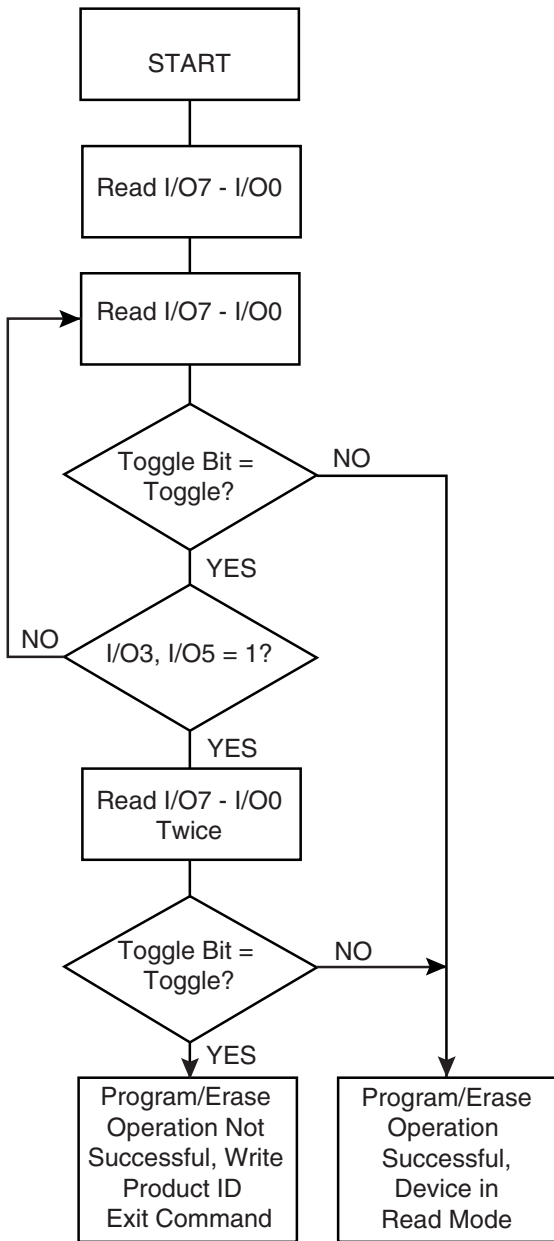 START
Read I/O7 - I/O0
Read I/O7 - I/O0
Toggle Bit =
Toggle?
NO
YES
NO
I/O3, I/O5 = 1?
YES
Read I/O7 - I/O0
Twice
Toggle Bit =
Toggle?
NO
YES
Program/Erase
Operation Not
Successful, Write
Product ID
Exit Command
Program/Erase
Operation
Successful,
Device in
Read Mode